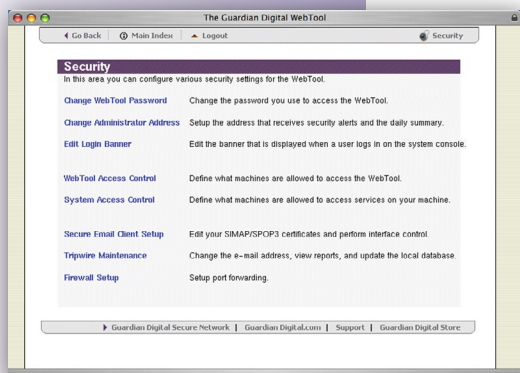 The Guardian Digital WebTool
Go Back Main Index Logout Security
Security
In this area you can configure various security settings for the WebTool.
Change WebTool Password Change the password you use to access the WebTool.
Change Administrator Address Setup the address that receives security alerts and the daily summary.
Edit Login Banner Edit the banner that is displayed when a user logs in on the system console.
WebTool Access Control Define what machines are allowed to access the WebTool.
System Access Control Define what machines are allowed to access services on your machine.
Secure Email Client Setup Edit your SIMAP/SPOP3 certificates and perform interface control.
Tripwire Maintenance Change the e-mail address, view reports, and update the local database.
Firewall Setup Setup port forwarding.
Guardian Digital Secure Network | Guardian Digital.com | Support | Guardian Digital Store